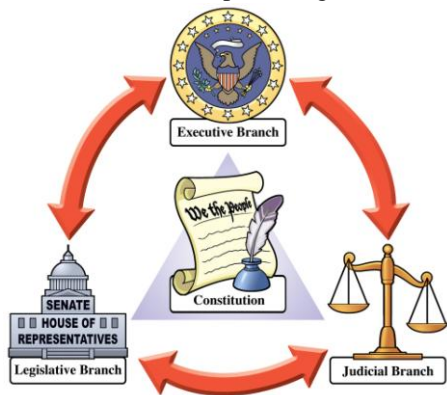 Executive Branch
We the People
Constitution
SENATE
HOUSE OF
REPRESENTATIVES
Legislative Branch
Judicial Branch